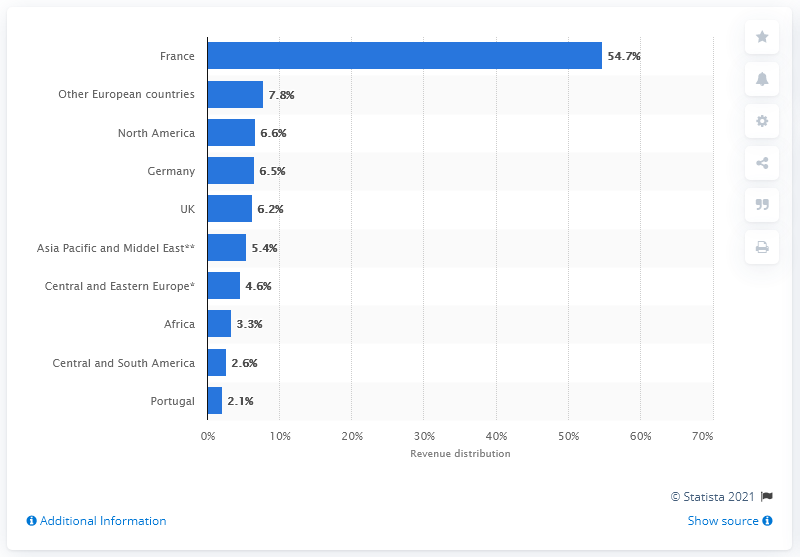 France 54.7%
Other European countries 7.8%
North America 6.6%
Germany 6.5%
UK 6.2%
Asia Pacific and Middel East** 5.4%
Central and Eastern Europe* 4.6%
Africa 3.3%
Central and South America 2.6%
Portugal 2.1%
0% 10% 20% 30% 40% 50% 60% 70%
Revenue distribution
© Statista 2021
Additional Information Show source